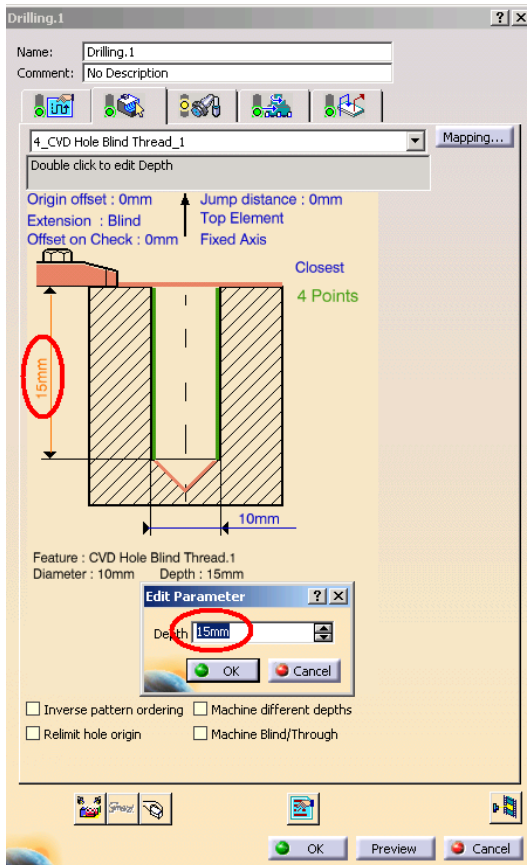 Drilling.1
Name: Drilling.1
Comment: No Description
4_CVD Hole Blind Thread_1
Mapping...
Double click to edit Depth
Origin offset : 0mm Jump distance : 0mm
Extension : Blind Top Element
Offset on Check : 0mm Fixed Axis
Closest
4 Points
15mm
10mm
Feature : CVD Hole Blind Thread.1
Diameter : 10mm Depth : 15mm
Edit Parameter
Depth 15mm
OK Cancel
Inverse pattern ordering Machine different depths
Relimit hole origin Machine Blind/Through
OK Preview Cancel